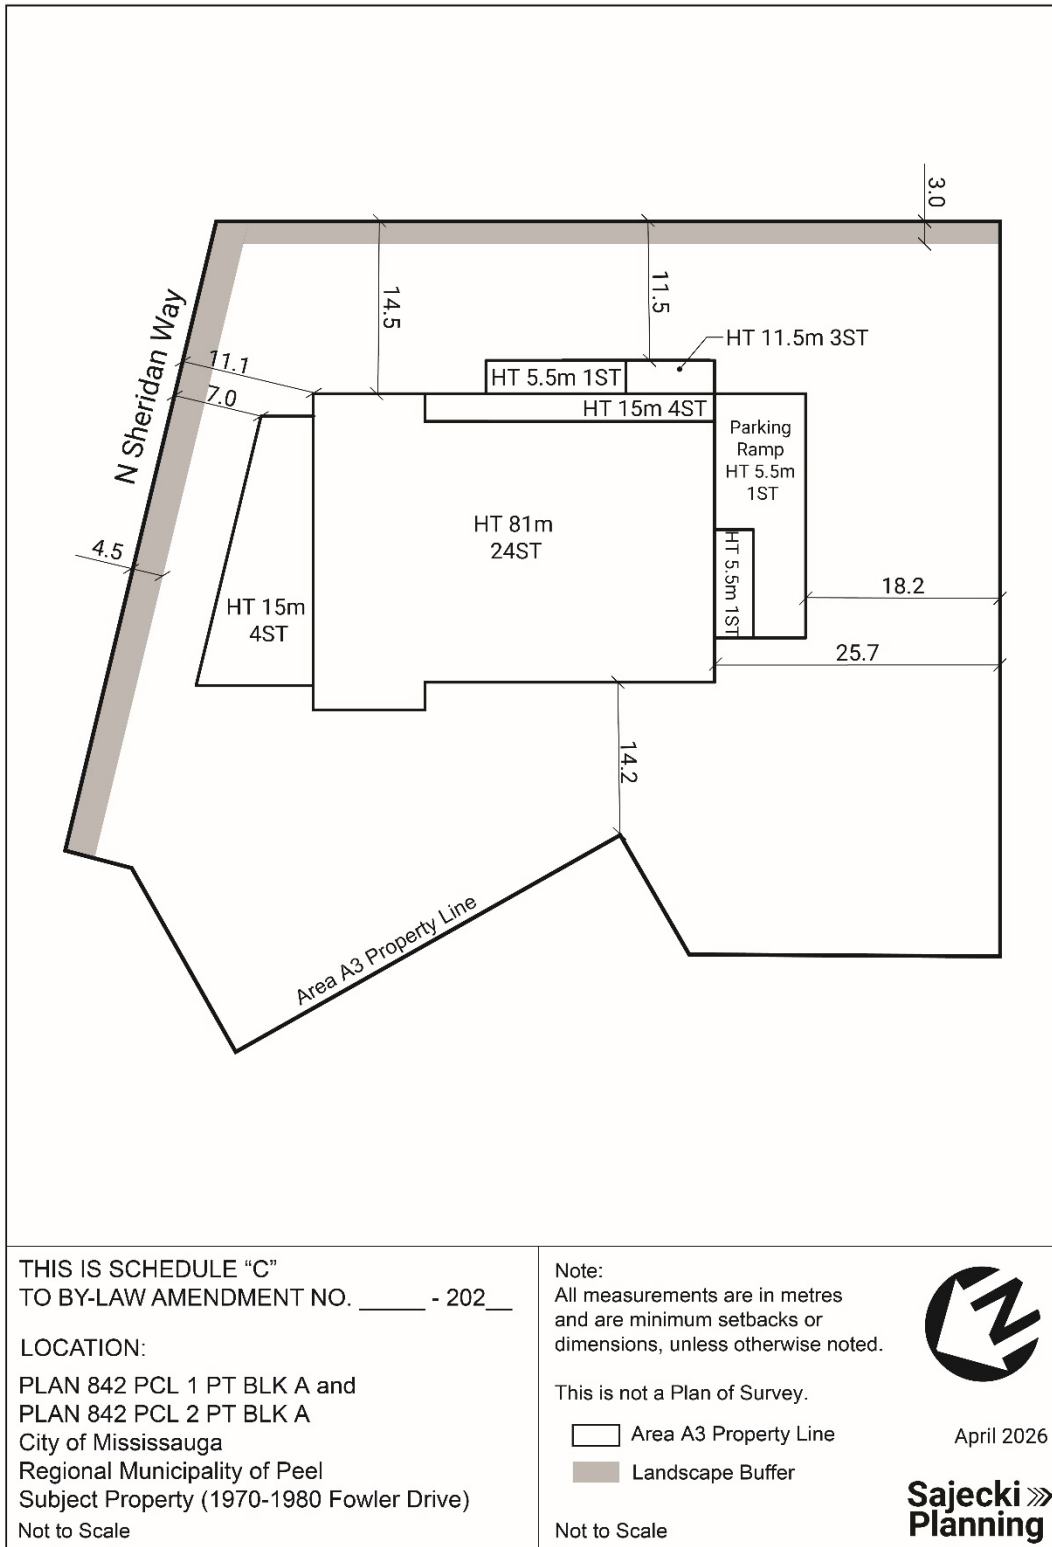 3.0
14.5
11.5
N Sheridan Way
11.1
7.0
4.5
HT 11.5m 3ST
HT 5.5m 1ST
HT 15m 4ST
Parking
Ramp
HT 5.5m
1ST
HT 81m
24ST
HT 5.5m 1ST
HT 15m
4ST
18.2
25.7
14.2
Area A3 Property Line
THIS IS SCHEDULE “C”
TO BY-LAW AMENDMENT NO. _____ - 202__
LOCATION:
PLAN 842 PCL 1 PT BLK A and
PLAN 842 PCL 2 PT BLK A
City of Mississauga
Regional Municipality of Peel
Subject Property (1970-1980 Fowler Drive)
Not to Scale
Note:
All measurements are in metres
and are minimum setbacks or
dimensions, unless otherwise noted.
This is not a Plan of Survey.
Area A3 Property Line
Landscape Buffer
Not to Scale
N
April 2026
Sajecki
Planning